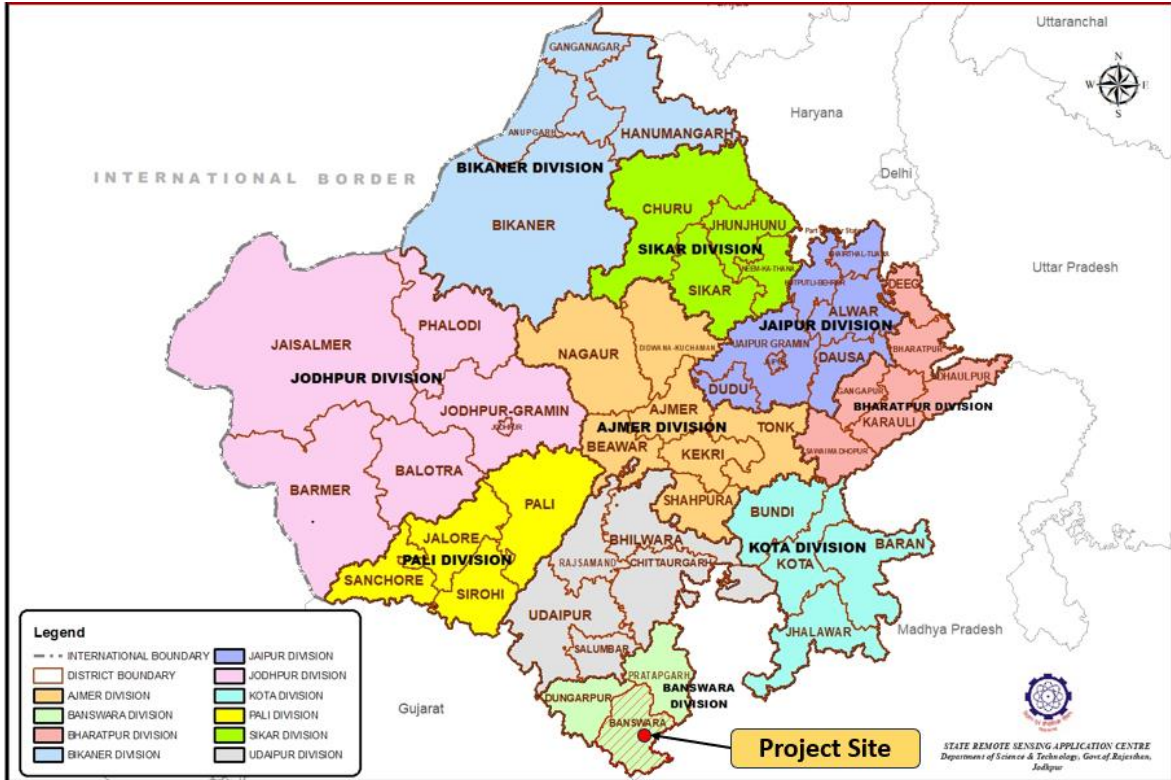 Punjab
Uttaranchal
GANGANAGAR
N
W E
S
Haryana
ANUPGARH
HANUMANGARH
BIKANER DIVISION
INTERNATIONAL BORDER
Delhi
BIKANER
CHURU
JHUNJHUNU
SIKAR DIVISION
NEEM-KA-THANA
SIKAR
Uttar Pradesh
DEEG
ALWAR
JAIPUR DIVISION
PHALODI
JAISALMER
NAGAUR
DIDWANA-KUCHAMAN
JAIPUR GRAMIN
BHARATPUR
DAUSA
JODHPUR DIVISION
DUDU
GANGAPUR
DHAULPUR
BHARATPUR DIVISION
JODHPUR-GRAMIN
JODHPUR
AJMER
AJMER DIVISION
TONK
KARAULI
BEAWAR
KEKRI
SAWAI MADHOPUR
BALOTRA
BARMER
SHAHPURA
PALI
BUNDI
JALORE
BHILWARA
KOTA DIVISION
BARAN
PALI DIVISION
RAJSAMAND
CHITTAURGARH
KOTA
SANCHORE
SIROHI
UDAIPUR
JHALAWAR
Madhya Pradesh
SALUMBAR
PRATAPGARH
BANSWARA
DIVISION
DUNGARPUR
Gujarat
BANSWARA
Project Site
Legend
INTERNATIONAL BOUNDARY
DISTRICT BOUNDARY
AJMER DIVISION
BANSWARA DIVISION
BHARATPUR DIVISION
BIKANER DIVISION
JAIPUR DIVISION
JODHPUR DIVISION
KOTA DIVISION
PALI DIVISION
SIKAR DIVISION
UDAIPUR DIVISION
STATE REMOTE SENSING APPLICATION CENTRE
Department of Science & Technology, Govt.of Rajasthan,
Jodhpur